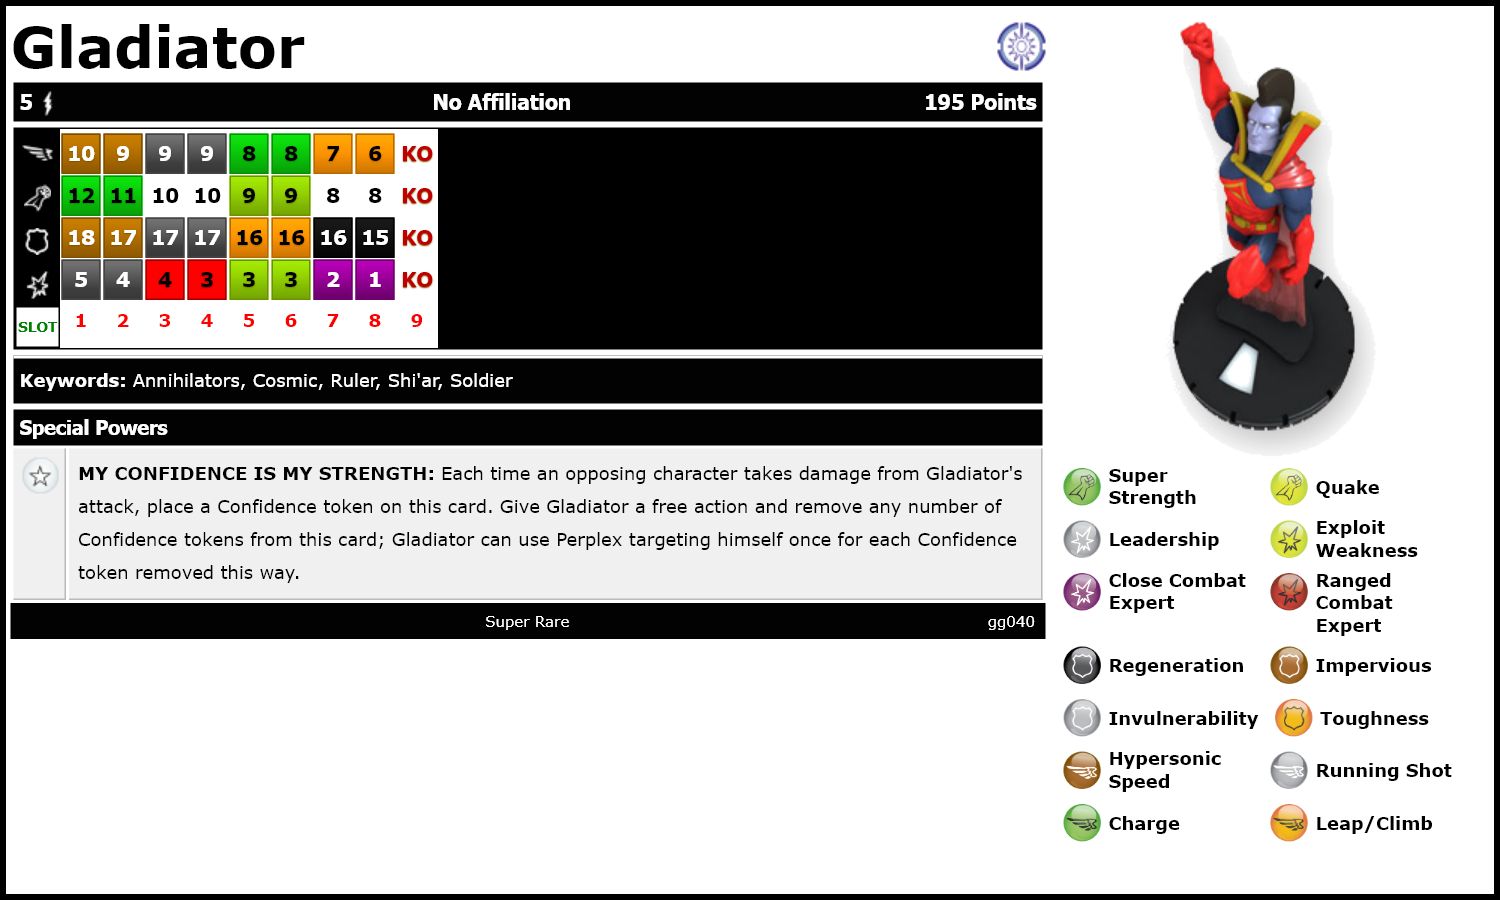 Gladiator
5 No Affiliation 195 Points
10 9 9 9 8 8 7 6 KO
12 11 10 10 9 9 8 8 KO
18 17 17 17 16 16 16 15 KO
5 4 4 3 3 3 2 1 KO
SLOT 1 2 3 4 5 6 7 8 9
Keywords: Annihilators, Cosmic, Ruler, Shi'ar, Soldier
Special Powers
MY CONFIDENCE IS MY STRENGTH: Each time an opposing character takes damage from Gladiator's
attack, place a Confidence token on this card. Give Gladiator a free action and remove any number of
Confidence tokens from this card; Gladiator can use Perplex targeting himself once for each Confidence
token removed this way.
Super Rare gg040
Super
Strength
Quake
Leadership
Exploit
Weakness
Close Combat
Expert
Ranged
Combat
Expert
Regeneration
Impervious
Invulnerability
Toughness
Hypersonic
Speed
Running Shot
Charge
Leap/Climb